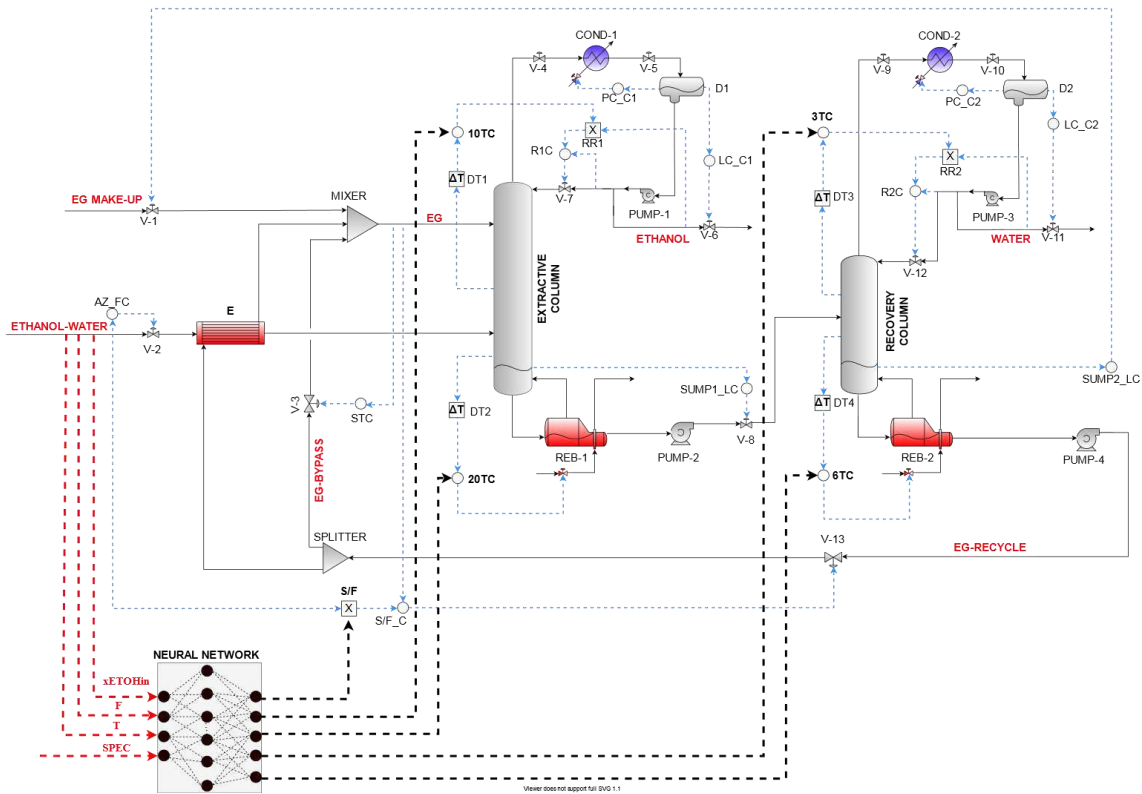 COND-1
V-4
V-5
PC_C1
D1
COND-2
V-9
V-10
PC_C2
D2
10TC
X
RR1
R1C
LC_C1
3TC
X
RR2
LC_C2
ΔT DT1
R2C
ΔT DT3
EG MAKE-UP
V-1
MIXER
EG
V-7
PUMP-1
ETHANOL
V-6
PUMP-3
WATER
V-11
V-12
EXTRACTIVE
COLUMN
RECOVERY
COLUMN
AZ_FC
ETHANOL-WATER
V-2
E
SUMP1_LC
SUMP2_LC
V-3
STC
ΔT DT2
ΔT DT4
V-8
REB-1
PUMP-2
REB-2
PUMP-4
EG-BYPASS
20TC
6TC
SPLITTER
V-13
EG-RECYCLE
S/F
X
S/F_C
NEURAL NETWORK
xETOHin
F
T
SPEC
Viewer does not support full SVG 1.1